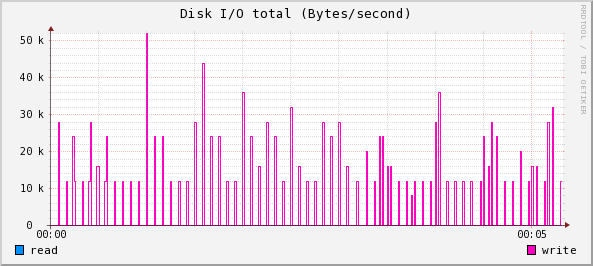 Disk I/O total (Bytes/second)
50 k
40 k
30 k
20 k
10 k
0
00:00 00:05
read write
RRDTOOL / TOBI OETIKER